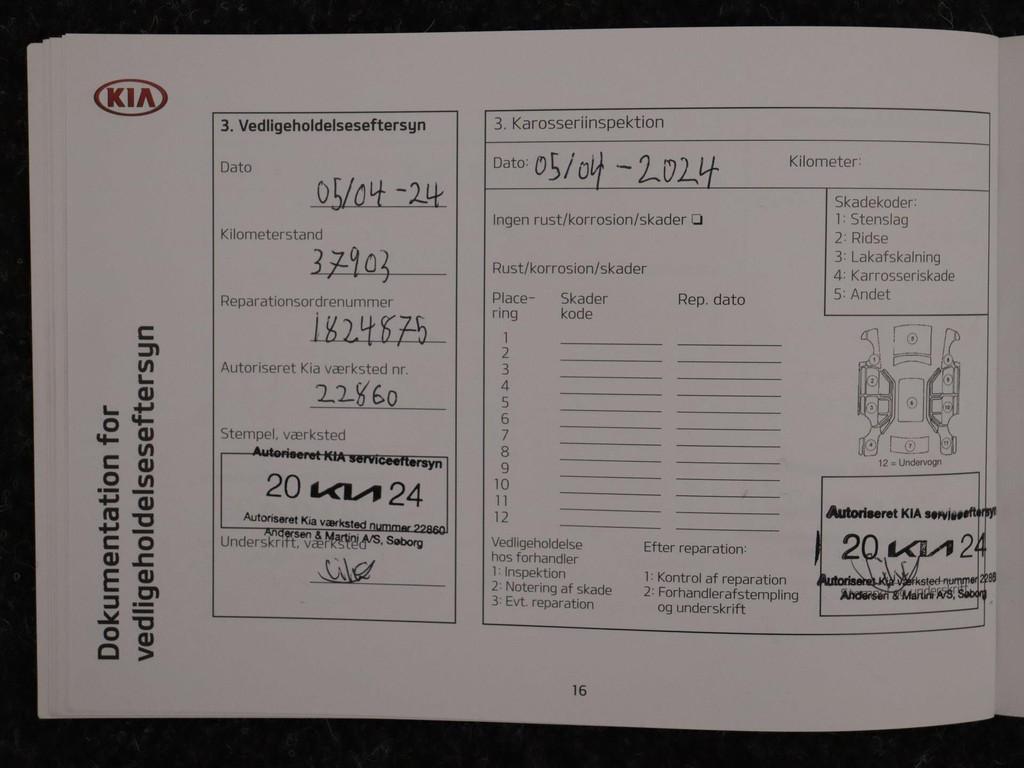 KIA
Dokumentation for
vedligeholdelseseftersyn
3. Vedligeholdelseseftersyn
Dato
05/04-24
Kilometerstand
37903
Reparationsordrenummer
1824875
Autoriseret Kia værksted nr.
22860
Stempel, værksted
Autoriseret KIA serviceeftersyn
20 KIA 24
Autoriseret Kia værksted nummer 22860
Andersen & Martini A/S, Søborg
Underskrift, værksted
3. Karosseriinspektion
Dato: 05/04-2024 Kilometer:
Ingen rust/korrosion/skader
Rust/korrosion/skader
Skadekoder:
1: Stenslag
2: Ridse
3: Lakafskalning
4: Karrosseriskade
5: Andet
Place- Skader Rep. dato
ring kode
1
2
3
4
5
6
7
8
9
10
11
12
12 = Undervogn
Vedligeholdelse
hos forhandler
1: Inspektion
2: Notering af skade
3: Evt. reparation
Efter reparation:
1: Kontrol af reparation
2: Forhandlerafstempling
og underskrift
Autoriseret KIA serviceeftersyn
20 KIA 24
Autoriseret Kia værksted nummer 2286
Andersen & Martini A/S, Søborg
16